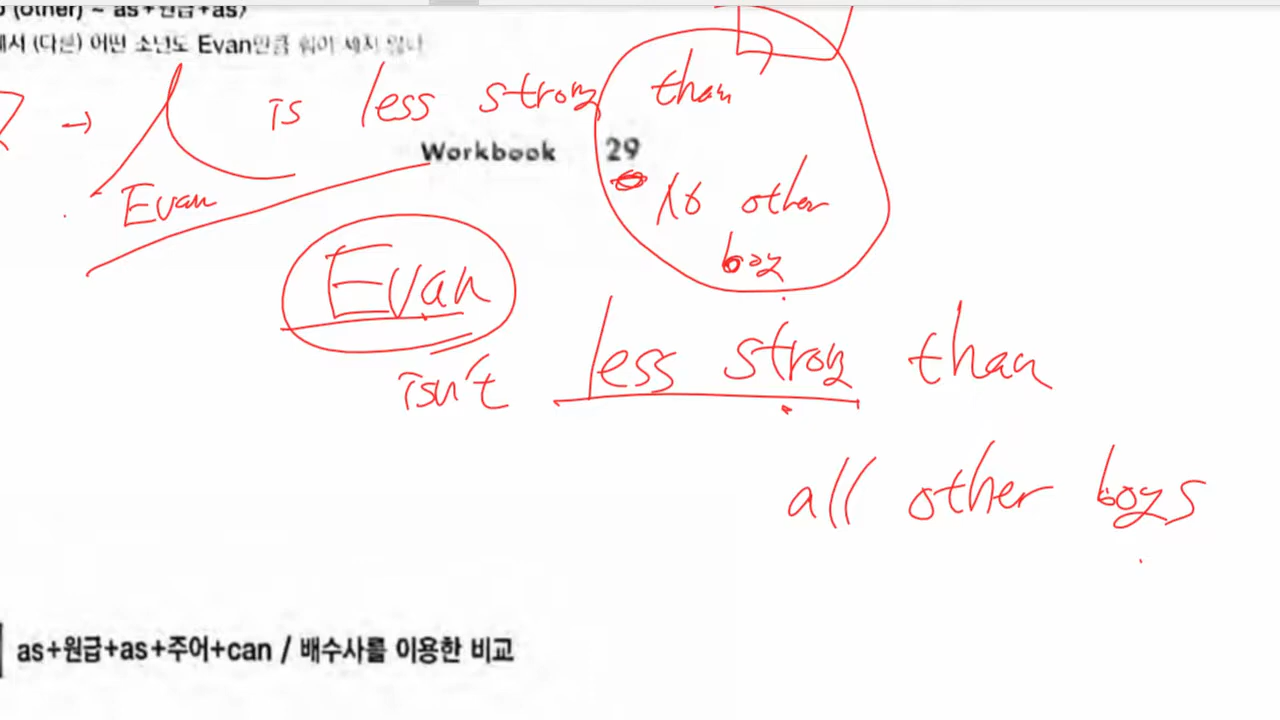 (other) ~ as+원급+as)
에서 (다른) 어떤 소년도 Evan만큼 힘이 세지 않다
→ is less strong than
Workbook 29
Evan
No other
boy
Evan
isn't less strong than
all other boys
as+원급+as+주어+can / 배수사를 이용한 비교